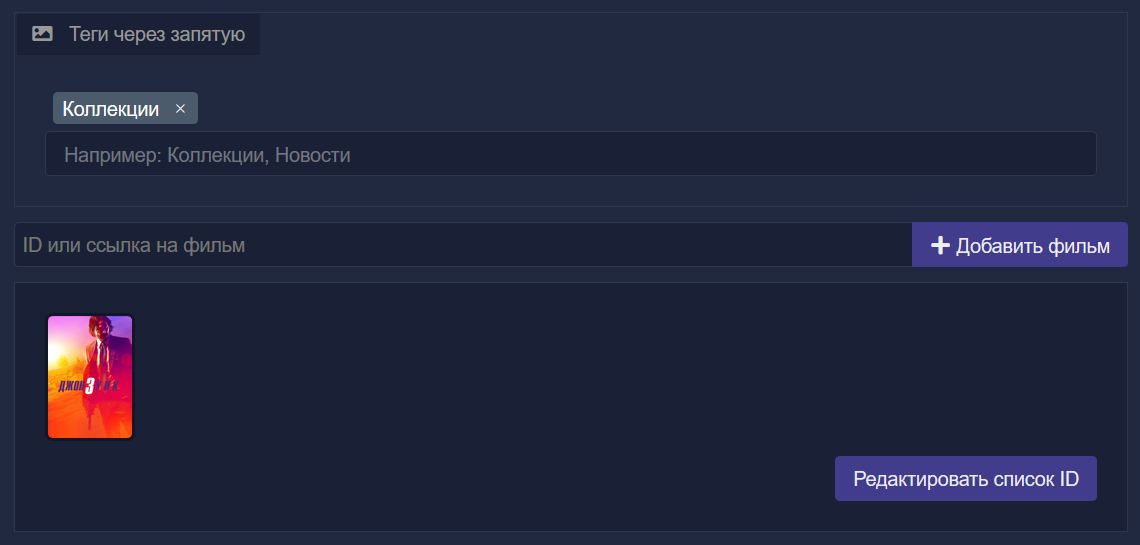 Теги через запятую
Коллекции ×
Например: Коллекции, Новости
ID или ссылка на фильм
Добавить фильм
ДЖОН 3 УИК
Редактировать список ID